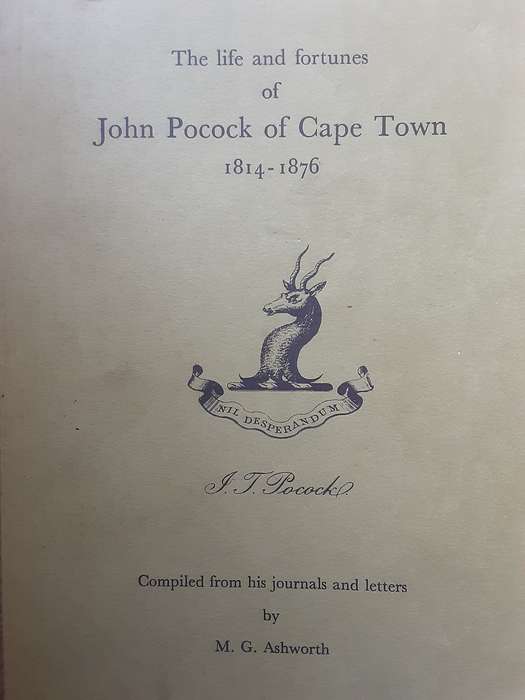 The life and fortunes
of
John Pocock of Cape Town
1814-1876
NIL DESPERANDUM
J. T. Pocock
Compiled from his journals and letters
by
M. G. Ashworth